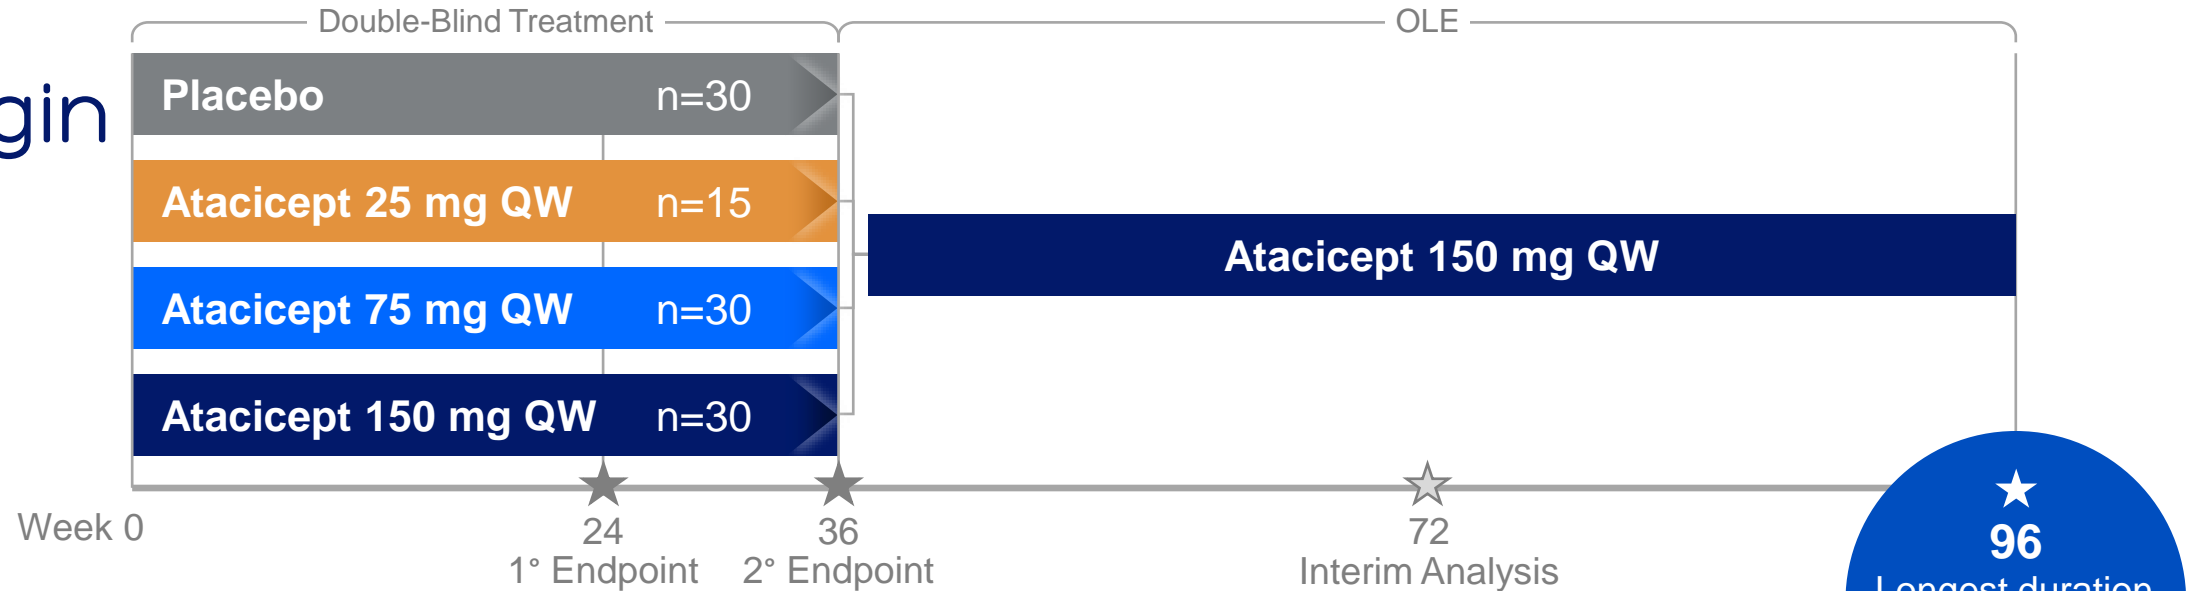 Double-Blind Treatment
OLE
gin
Placebo n=30
Atacicept 25 mg QW n=15
Atacicept 75 mg QW n=30
Atacicept 150 mg QW n=30
Atacicept 150 mg QW
Week 0
24
1° Endpoint
36
2° Endpoint
72
Interim Analysis
96
Longest duration